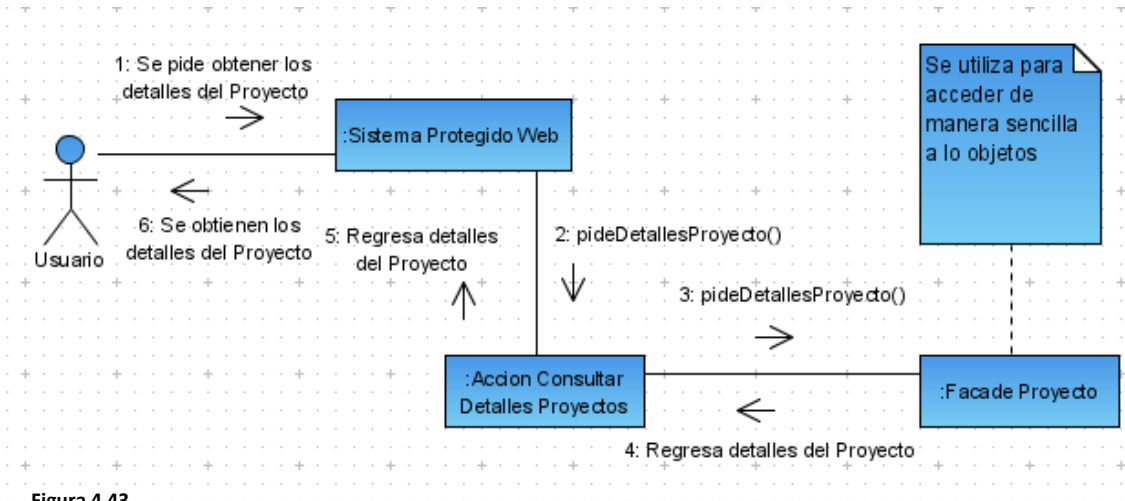 1: Se pide obtener los
detalles del Proyecto
:Sistema Protegido Web
Se utiliza para
acceder de
manera sencilla
a lo objetos
Usuario
6: Se obtienen los
detalles del Proyecto
5: Regresa detalles
del Proyecto
2: pideDetallesProyecto()
3: pideDetallesProyecto()
:Accion Consultar
Detalles Proyectos
:Facade Proyecto
4: Regresa detalles del Proyecto
Figura 4.43